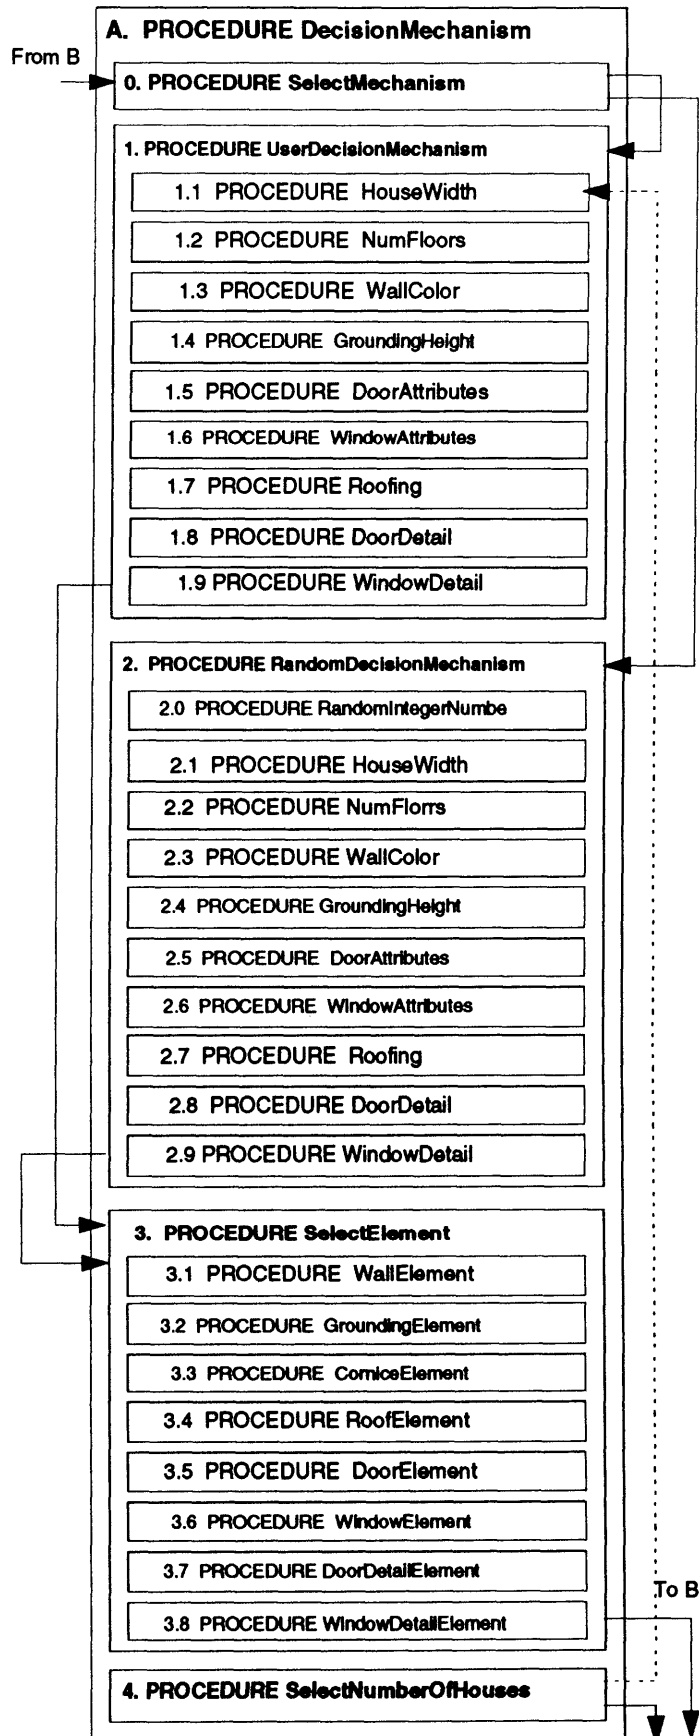 A. PROCEDURE DecisionMechanism
From B
0. PROCEDURE SelectMechanism
1. PROCEDURE UserDecisionMechanism
1.1 PROCEDURE HouseWidth
1.2 PROCEDURE NumFloors
1.3 PROCEDURE WallColor
1.4 PROCEDURE GroundingHeight
1.5 PROCEDURE DoorAttributes
1.6 PROCEDURE WindowAttributes
1.7 PROCEDURE Roofing
1.8 PROCEDURE DoorDetail
1.9 PROCEDURE WindowDetail
2. PROCEDURE RandomDecisionMechanism
2.0 PROCEDURE RandomIntegerNumbe
2.1 PROCEDURE HouseWidth
2.2 PROCEDURE NumFlorrs
2.3 PROCEDURE WallColor
2.4 PROCEDURE GroundingHeight
2.5 PROCEDURE DoorAttributes
2.6 PROCEDURE WindowAttributes
2.7 PROCEDURE Roofing
2.8 PROCEDURE DoorDetail
2.9 PROCEDURE WindowDetail
3. PROCEDURE SelectElement
3.1 PROCEDURE WallElement
3.2 PROCEDURE GroundingElement
3.3 PROCEDURE CorniceElement
3.4 PROCEDURE RoofElement
3.5 PROCEDURE DoorElement
3.6 PROCEDURE WindowElement
3.7 PROCEDURE DoorDetailElement
To B
3.8 PROCEDURE WindowDetailElement
4. PROCEDURE SelectNumberOfHouses